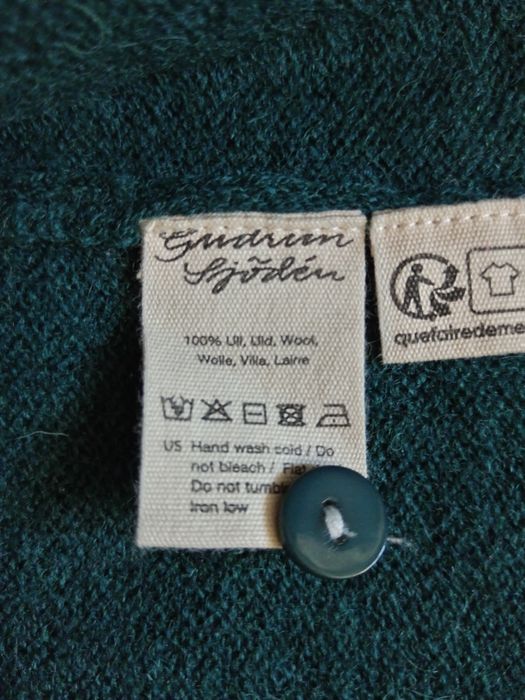 Gudrun
Sjödén
100% Ull, Uld, Wool,
Wolle, Villa, Laine
US Hand wash cold / Do
not bleach / Flat
Do not tumbl
iron low
quefairedeme